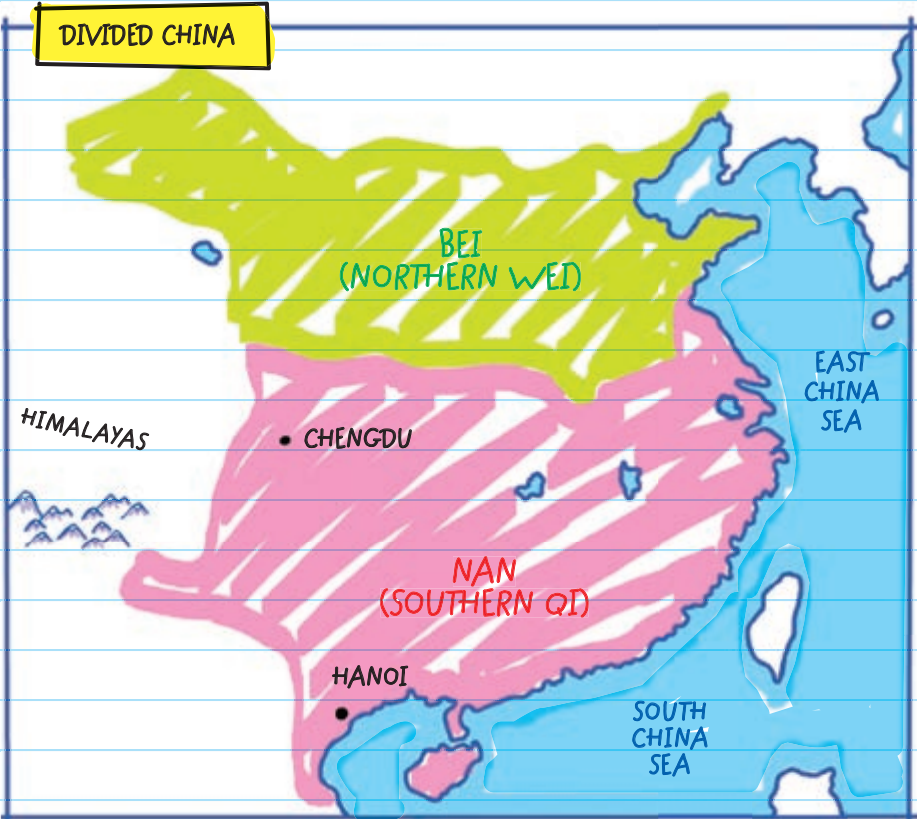 DIVIDED CHINA
BEI
(NORTHERN WEI)
EAST
CHINA
SEA
HIMALAYAS
CHENGDU
NAN
(SOUTHERN QI)
HANOI
SOUTH
CHINA
SEA